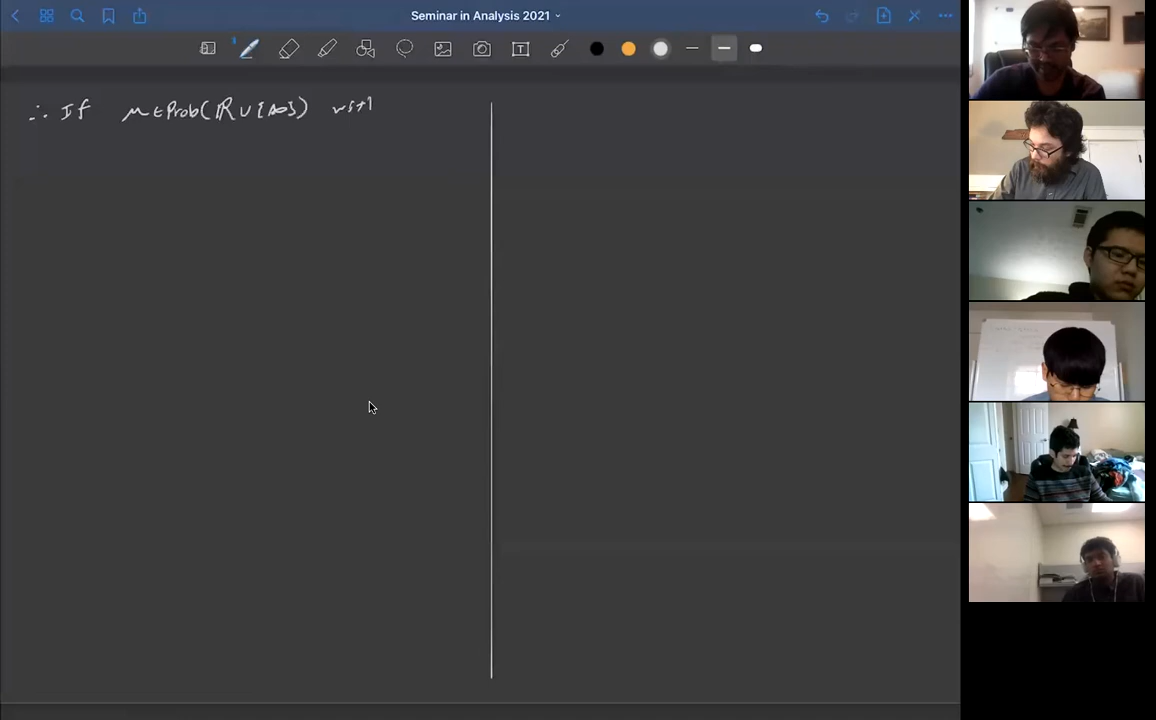 Seminar in Analysis 2021
∴ If μ ∈ Prob(ℝ ∪ {∞})